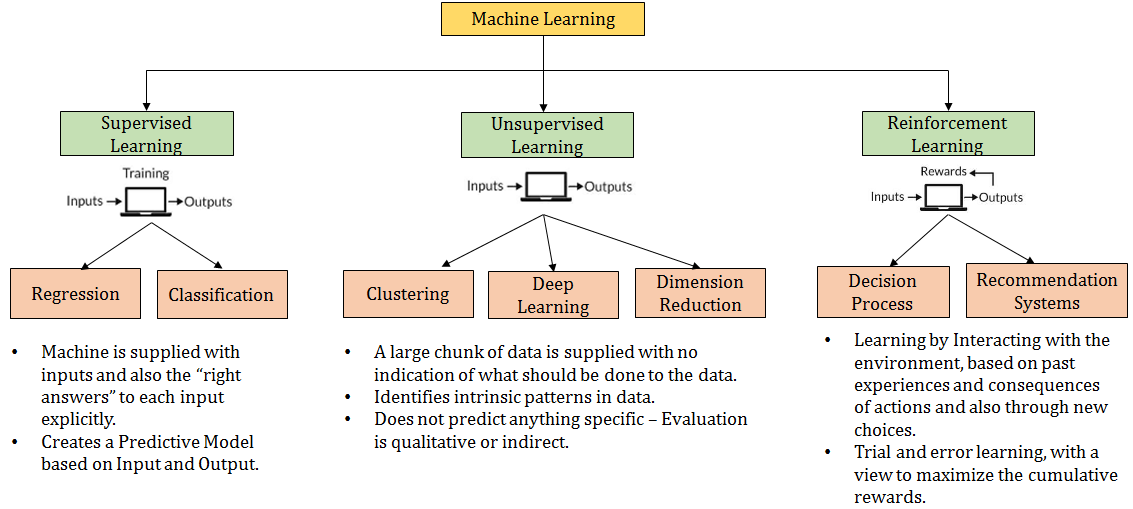 Machine Learning
Supervised
Learning
Unsupervised
Learning
Reinforcement
Learning
Training
Inputs
Outputs
Inputs
Outputs
Rewards
Inputs
Outputs
Regression
Classification
Clustering
Deep
Learning
Dimension
Reduction
Decision
Process
Recommendation
Systems
• Machine is supplied with
inputs and also the “right
answers” to each input
explicitly.
• Creates a Predictive Model
based on Input and Output.
• A large chunk of data is supplied with no
indication of what should be done to the data.
• Identifies intrinsic patterns in data.
• Does not predict anything specific – Evaluation
is qualitative or indirect.
• Learning by Interacting with the
environment, based on past
experiences and consequences
of actions and also through new
choices.
• Trial and error learning, with a
view to maximize the cumulative
rewards.